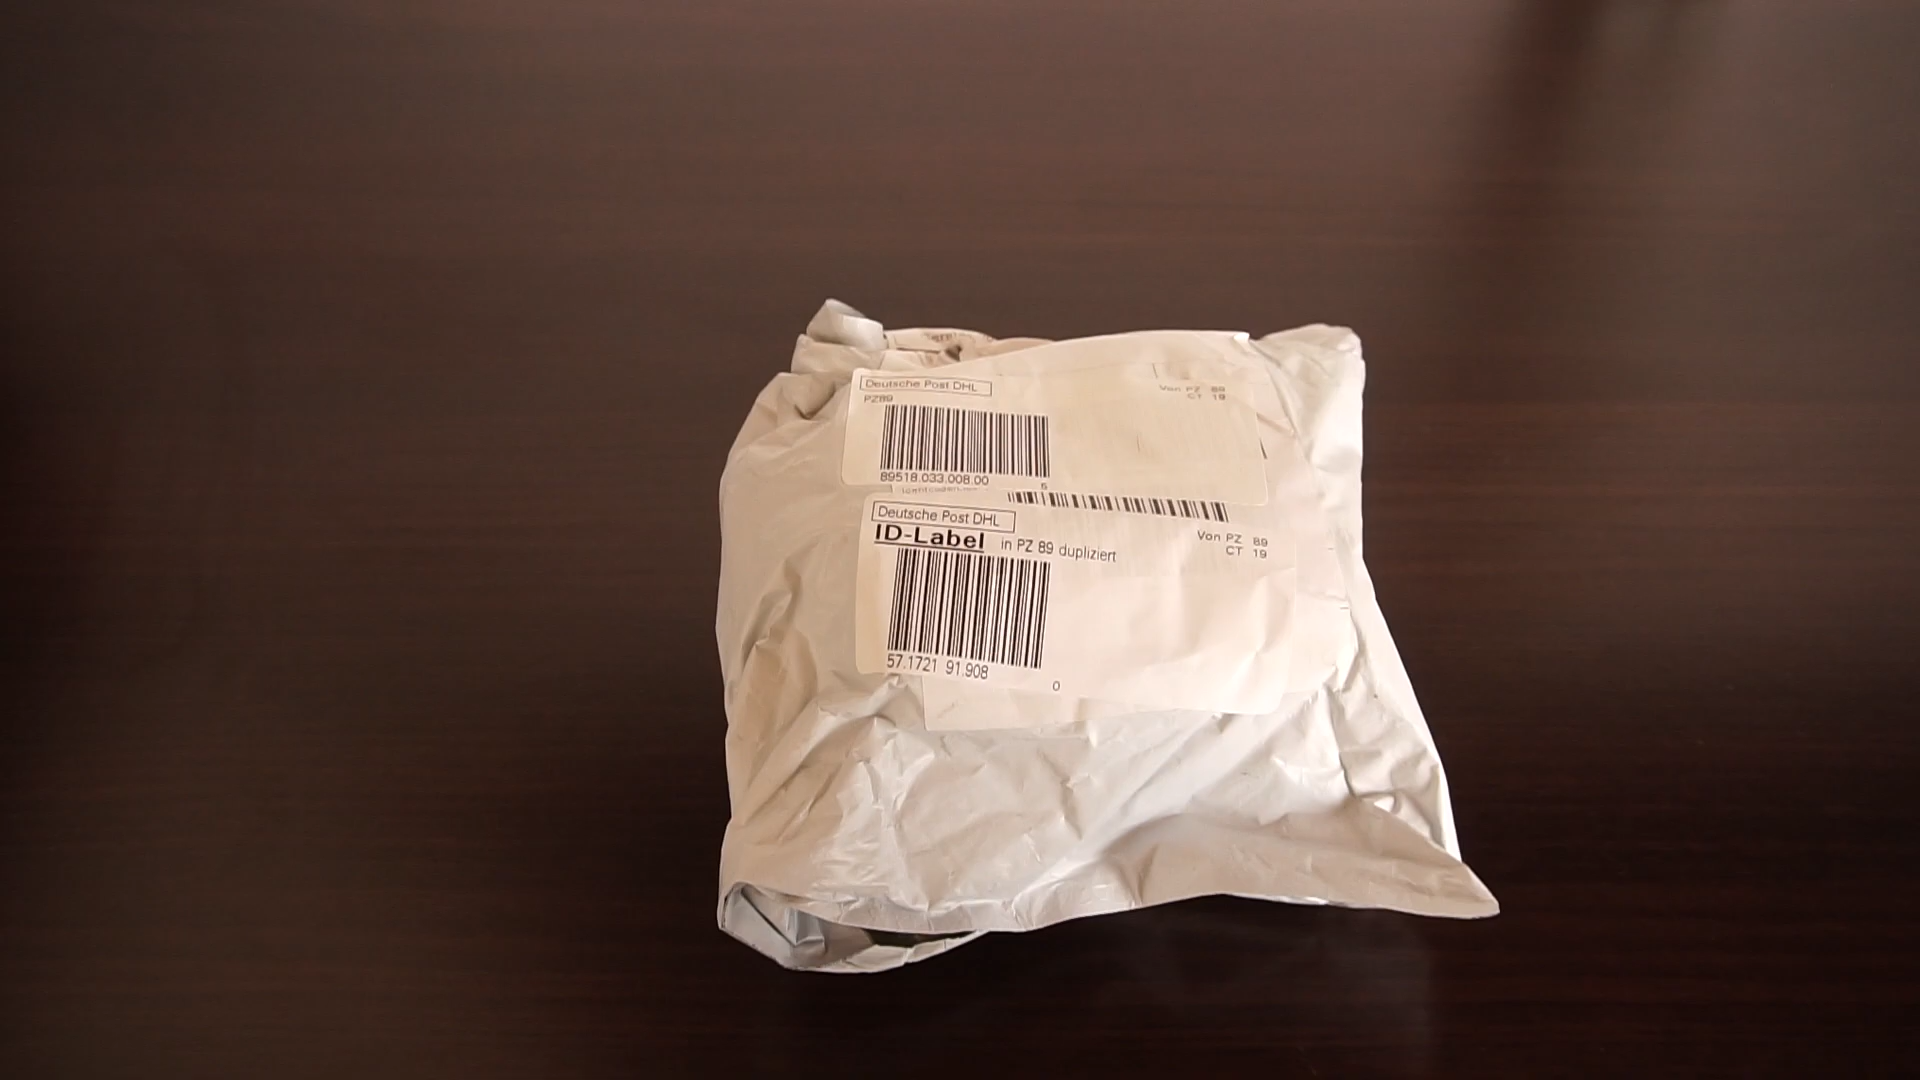 Deutsche Post DHL
PZ89
Von PZ 89
CT 19
89518.033.008.00
5
Deutsche Post DHL
ID-Label in PZ 89 dupliziert
Von PZ 89
CT 19
57.1721 91.908
0